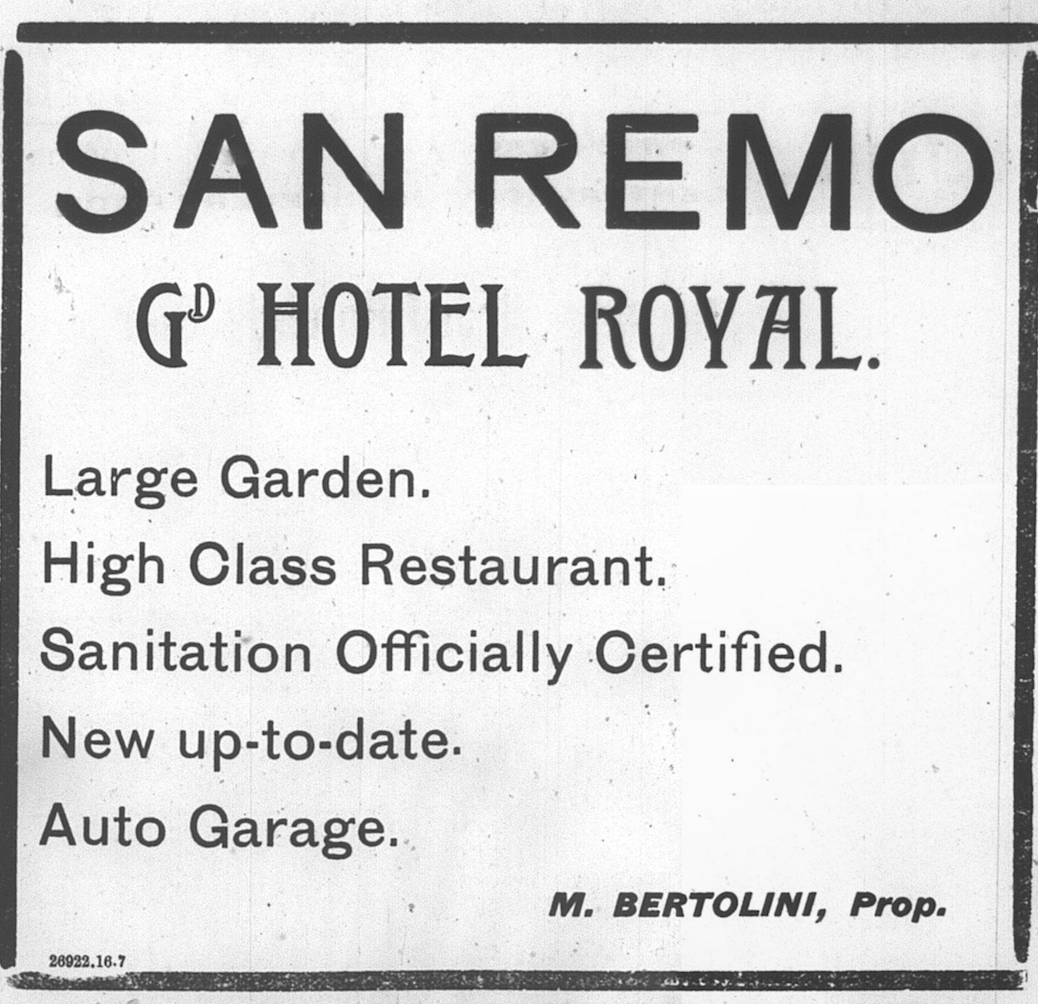 SAN REMO
GD HOTEL ROYAL.
Large Garden.
High Class Restaurant.
Sanitation Officially Certified.
New up-to-date.
Auto Garage.
M. BERTOLINI, Prop.
26922.16.7